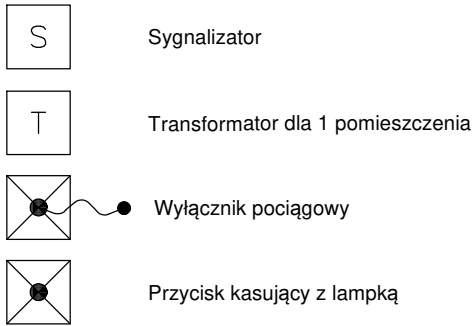 S Sygnalizator
T Transformator dla 1 pomieszczenia
Wyłącznik pociągowy
Przycisk kasujący z lampką